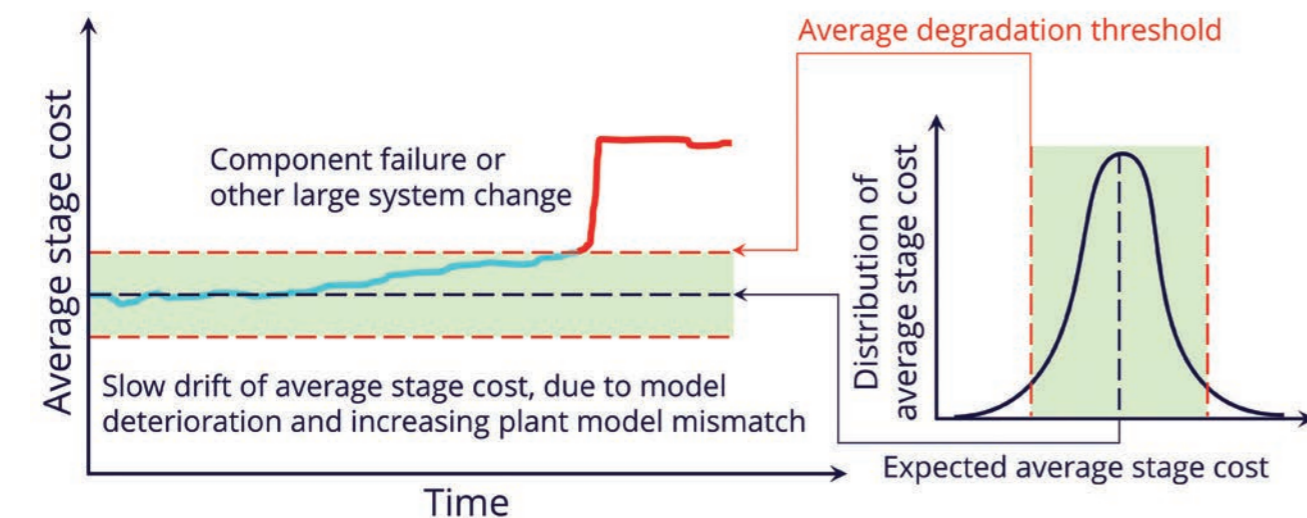 Average degradation threshold
Average stage cost
Component failure or
other large system change
Slow drift of average stage cost, due to model
deterioration and increasing plant model mismatch
Time
Distribution of
average stage cost
Expected average stage cost